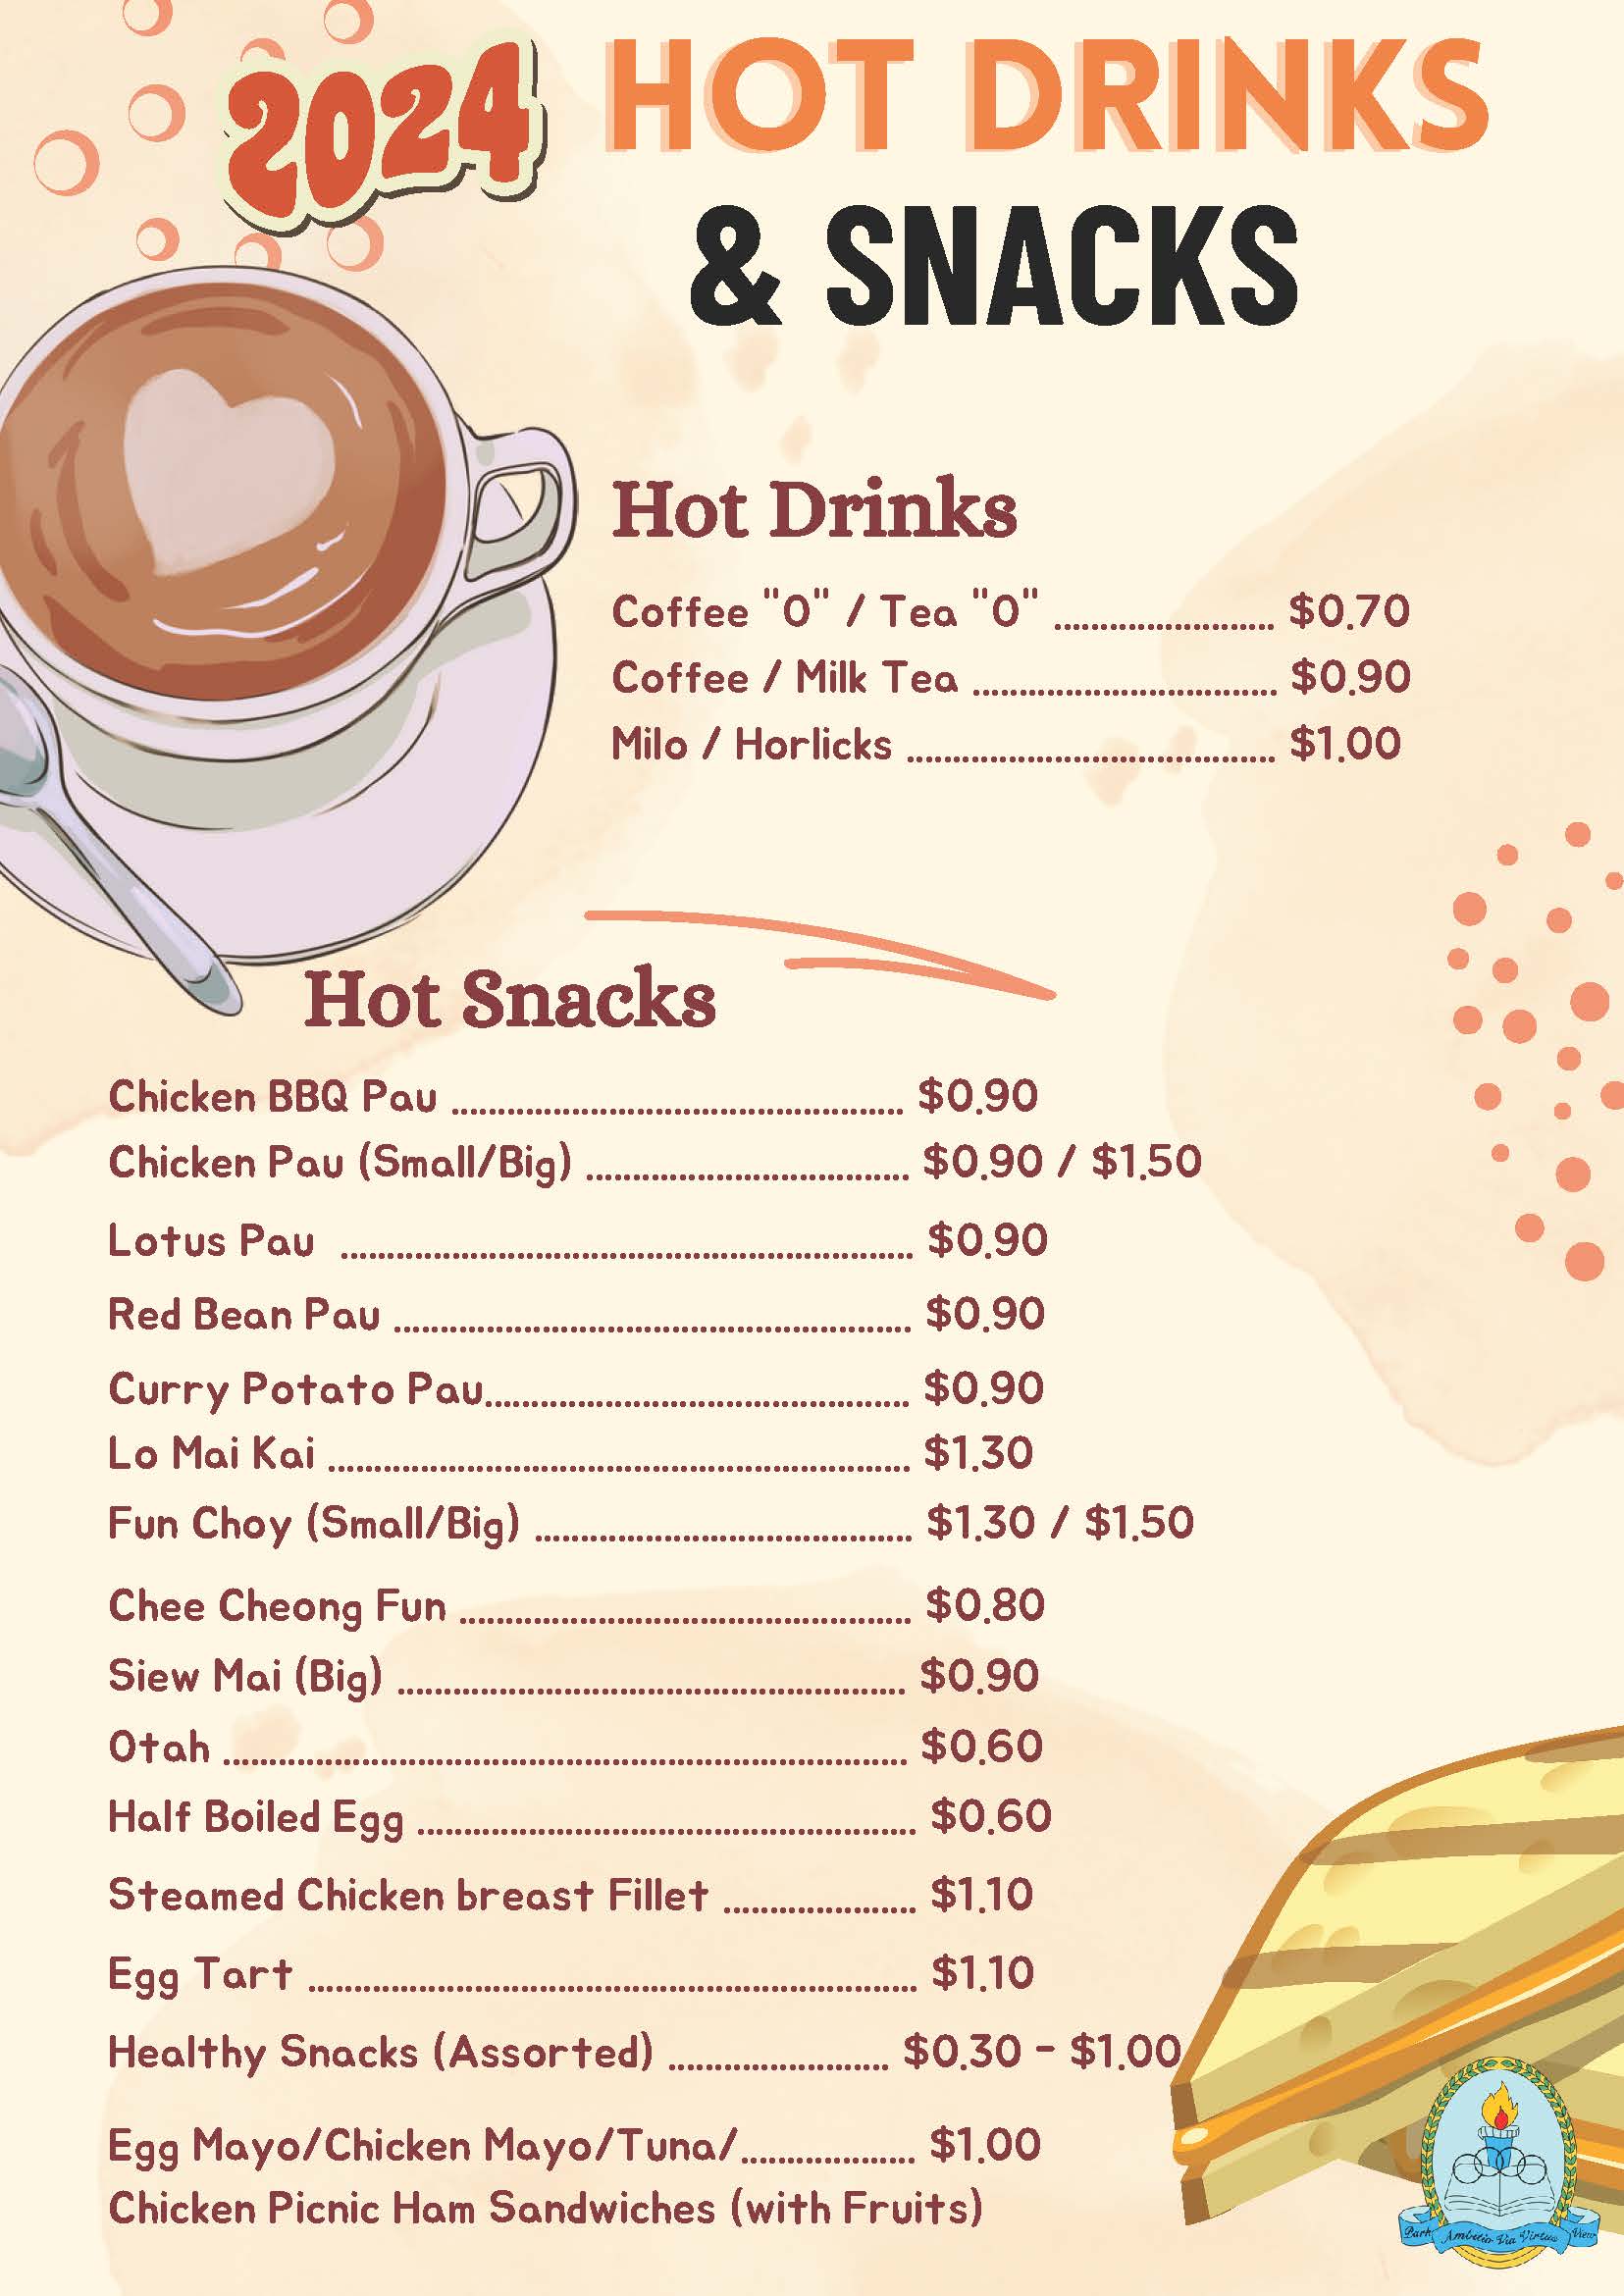 2024 HOT DRINKS
& SNACKS
Hot Drinks
Coffee "O" / Tea "O" ........................ $0.70
Coffee / Milk Tea ................................. $0.90
Milo / Horlicks ........................................ $1.00
Hot Snacks
Chicken BBQ Pau ................................................. $0.90
Chicken Pau (Small/Big) ................................... $0.90 / $1.50
Lotus Pau .............................................................. $0.90
Red Bean Pau ........................................................ $0.90
Curry Potato Pau.............................................. $0.90
Lo Mai Kai ............................................................... $1.30
Fun Choy (Small/Big) ......................................... $1.30 / $1.50
Chee Cheong Fun ................................................. $0.80
Siew Mai (Big) ....................................................... $0.90
Otah .......................................................................... $0.60
Half Boiled Egg ...................................................... $0.60
Steamed Chicken breast Fillet ..................... $1.10
Egg Tart .................................................................. $1.10
Healthy Snacks (Assorted) ........................ $0.30 - $1.00
Egg Mayo/Chicken Mayo/Tuna/................... $1.00
Chicken Picnic Ham Sandwiches (with Fruits)
Park Ambitio Via Virtus View